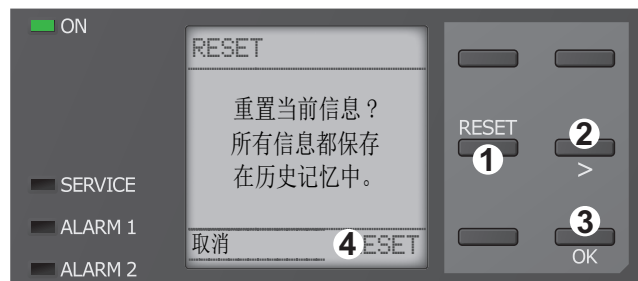 ON
RESET
重置当前信息？
所有信息都保存
在历史记忆中。
取消
4
ESET
SERVICE
ALARM 1
ALARM 2
RESET
1
2
>
3
OK